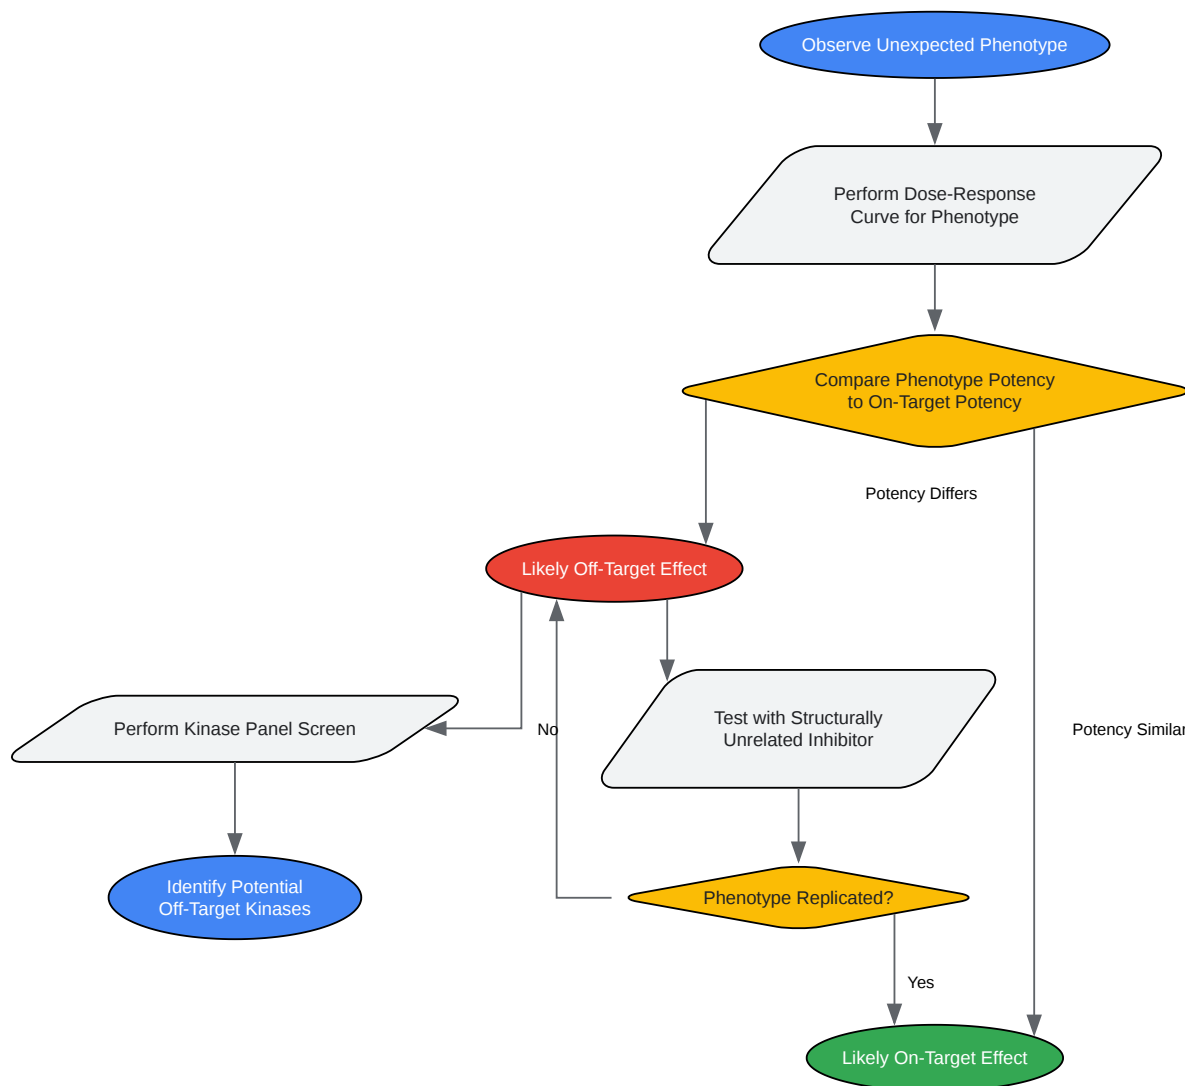 Observe Unexpected Phenotype
Perform Dose-Response
Curve for Phenotype
Compare Phenotype Potency
to On-Target Potency
Potency Differs
Likely Off-Target Effect
Perform Kinase Panel Screen
No
Test with Structurally
Unrelated Inhibitor
Potency Similar
Identify Potential
Off-Target Kinases
Phenotype Replicated?
Yes
Likely On-Target Effect